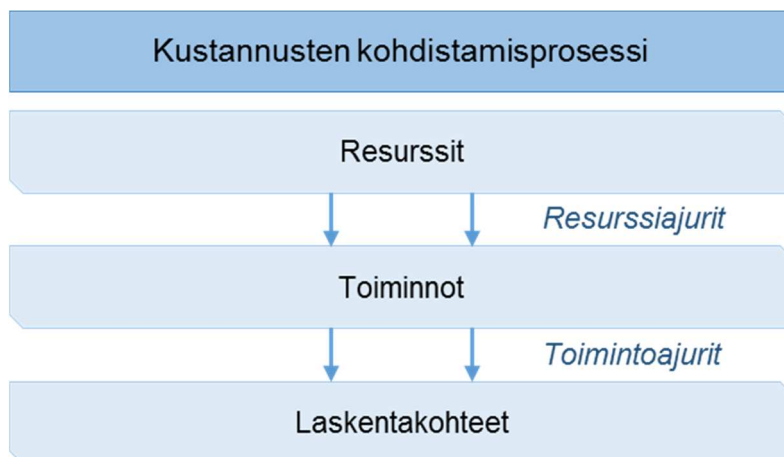 Kustannusten kohdistamisprosessi
Resurssit
Resurssiajurit
Toiminnot
Toimintoajurit
Laskentakohteet